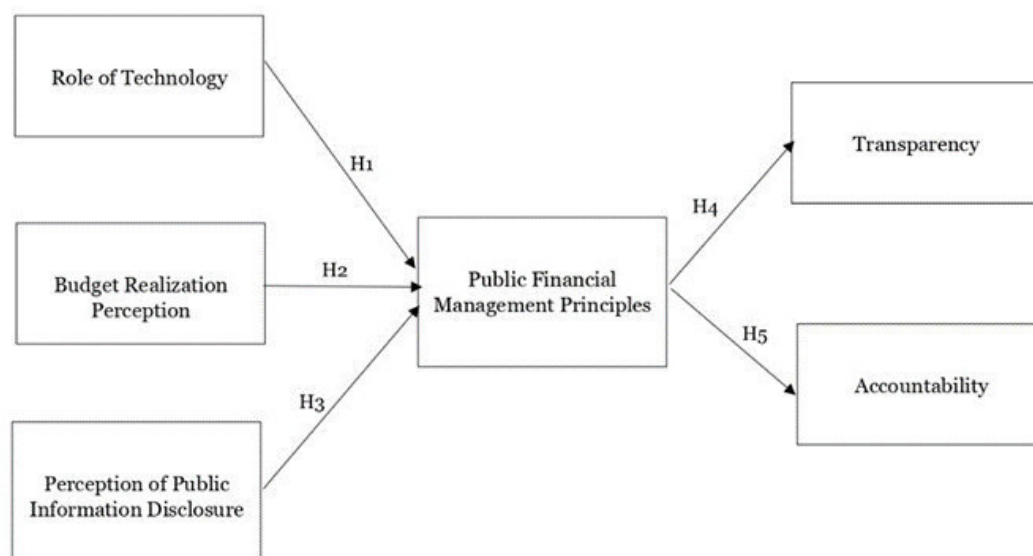 Role of Technology
H1
Budget Realization
Perception
H2
Perception of Public
Information Disclosure
H3
Public Financial
Management Principles
H4
Transparency
H5
Accountability